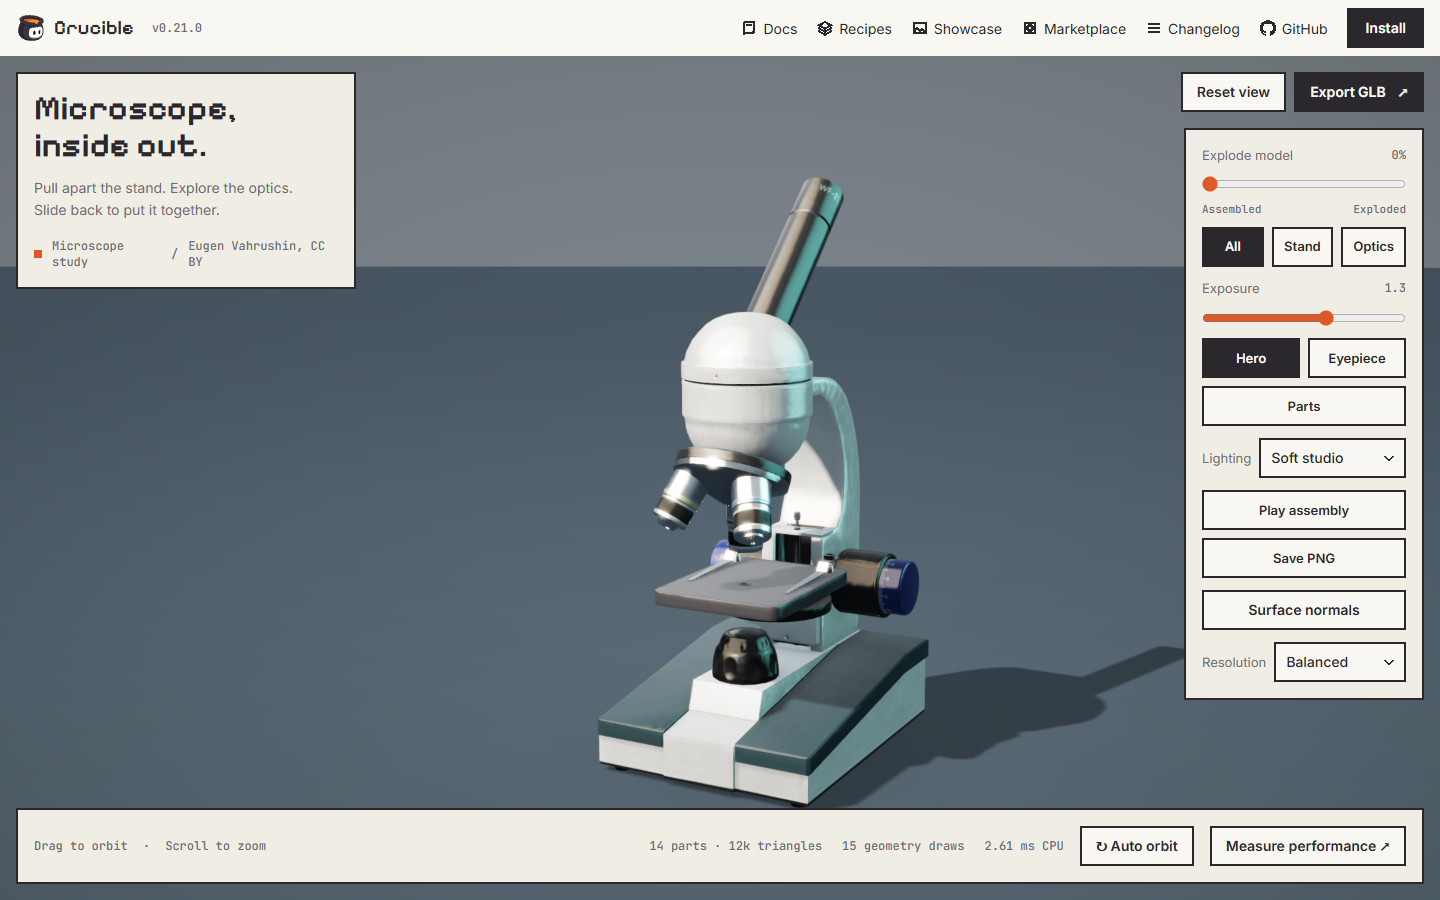 Crucible v0.21.0 Docs Recipes Showcase Marketplace Changelog GitHub Install
Microscope,
inside out.
Pull apart the stand. Explore the optics.
Slide back to put it together.
Microscope study / Eugen Vahrushin, CC BY
Reset view Export GLB ↗
Explode model 0%
Assembled Exploded
All Stand Optics
Exposure 1.3
Hero Eyepiece
Parts
Lighting Soft studio
Play assembly
Save PNG
Surface normals
Resolution Balanced
Drag to orbit · Scroll to zoom 14 parts · 12k triangles 15 geometry draws 2.61 ms CPU ↻ Auto orbit Measure performance ↗